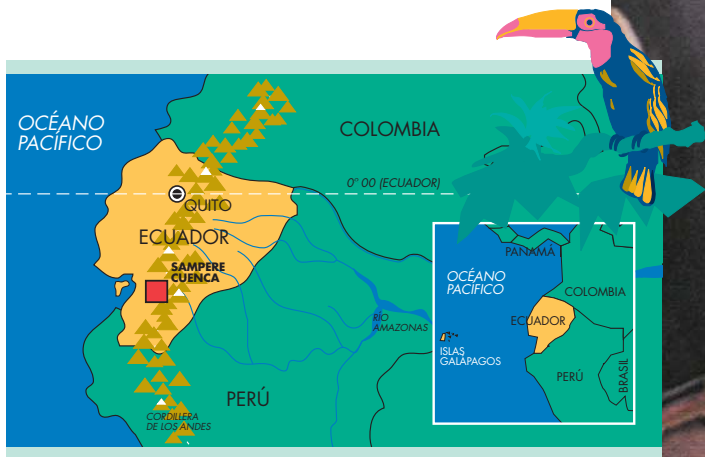 OCÉANO
PACÍFICO
COLOMBIA
0° 00 (ECUADOR)
QUITO
ECUADOR
SAMPERE
CUENCA
RÍO
AMAZONAS
PERÚ
CORDILLERA
DE LOS ANDES
PANAMÁ
OCÉANO
PACÍFICO
COLOMBIA
ECUADOR
ISLAS
GALÁPAGOS
PERÚ
BRASIL